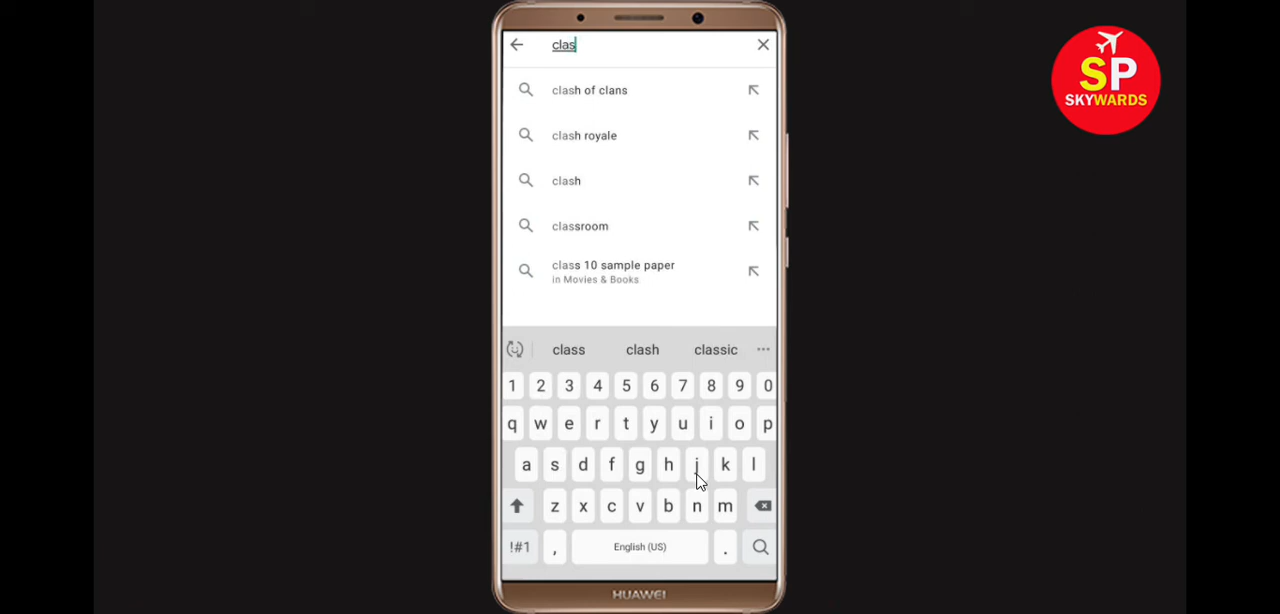 clas
SP
SKYWARDS
clash of clans
clash royale
clash
classroom
class 10 sample paper
in Movies & Books
class clash classic ...
1 2 3 4 5 6 7 8 9 0
q w e r t y u i o p
a s d f g h j k l
z x c v b n m
!#1 , English (US) .
HUAWEI